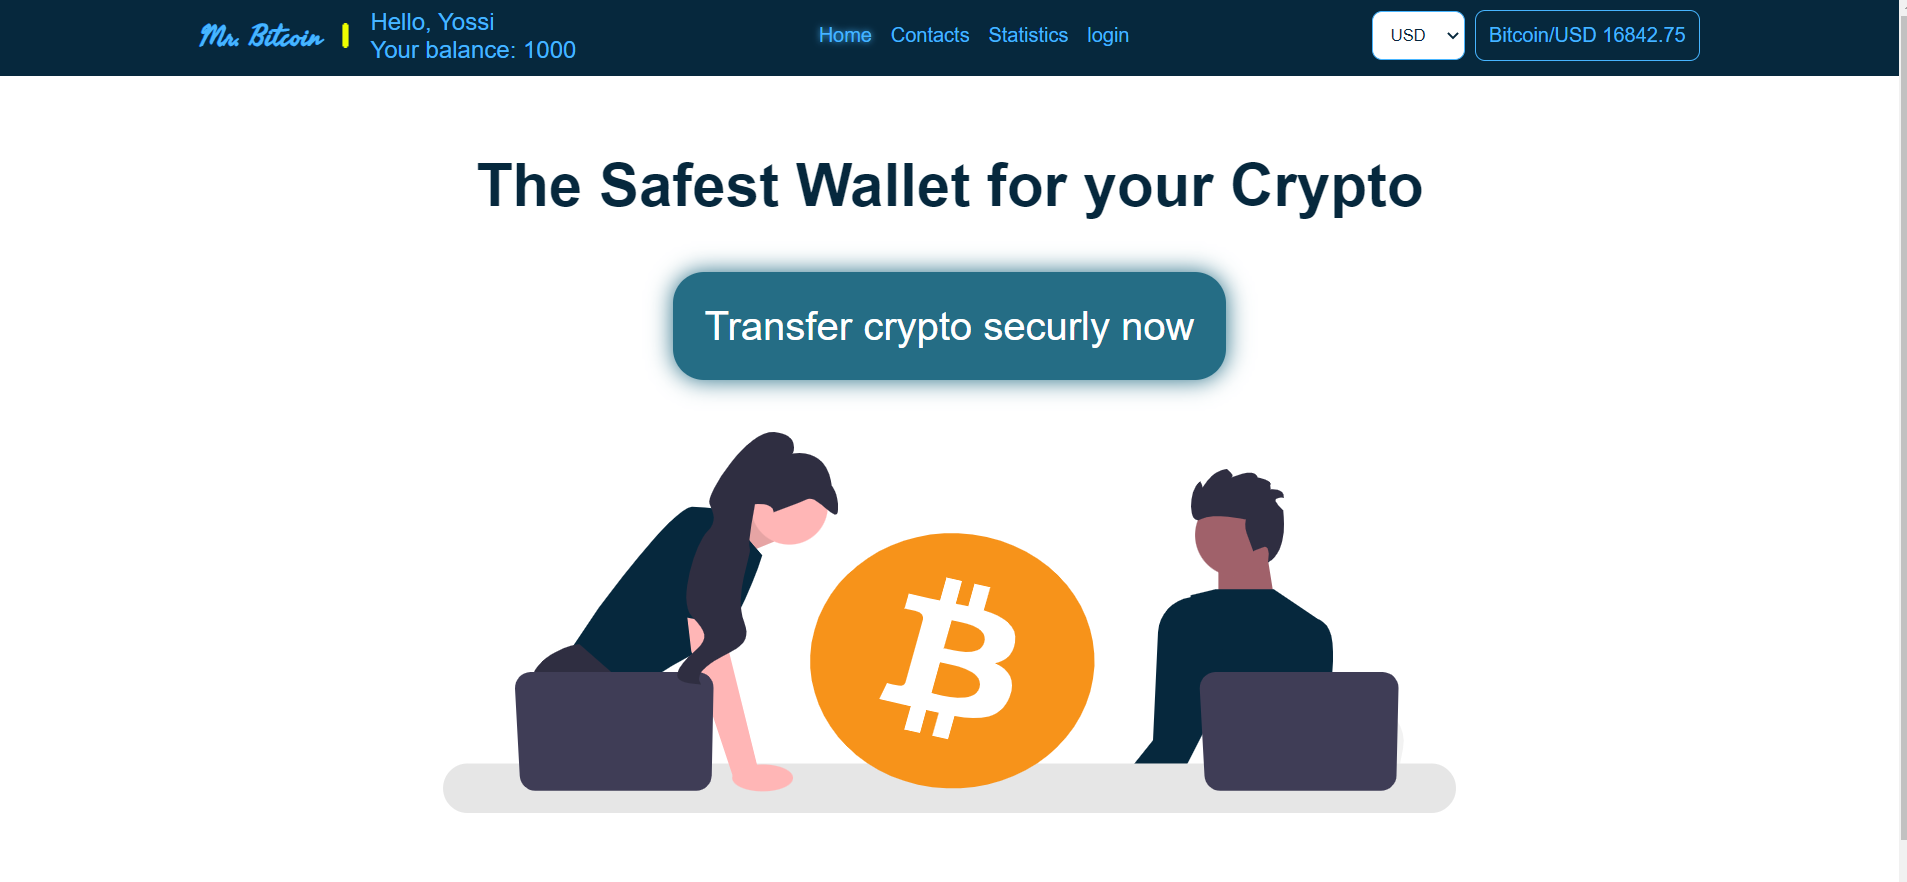 Mr. Bitcoin
Hello, Yossi
Your balance: 1000
Home Contacts Statistics login
USD
Bitcoin/USD 16842.75
The Safest Wallet for your Crypto
Transfer crypto securly now